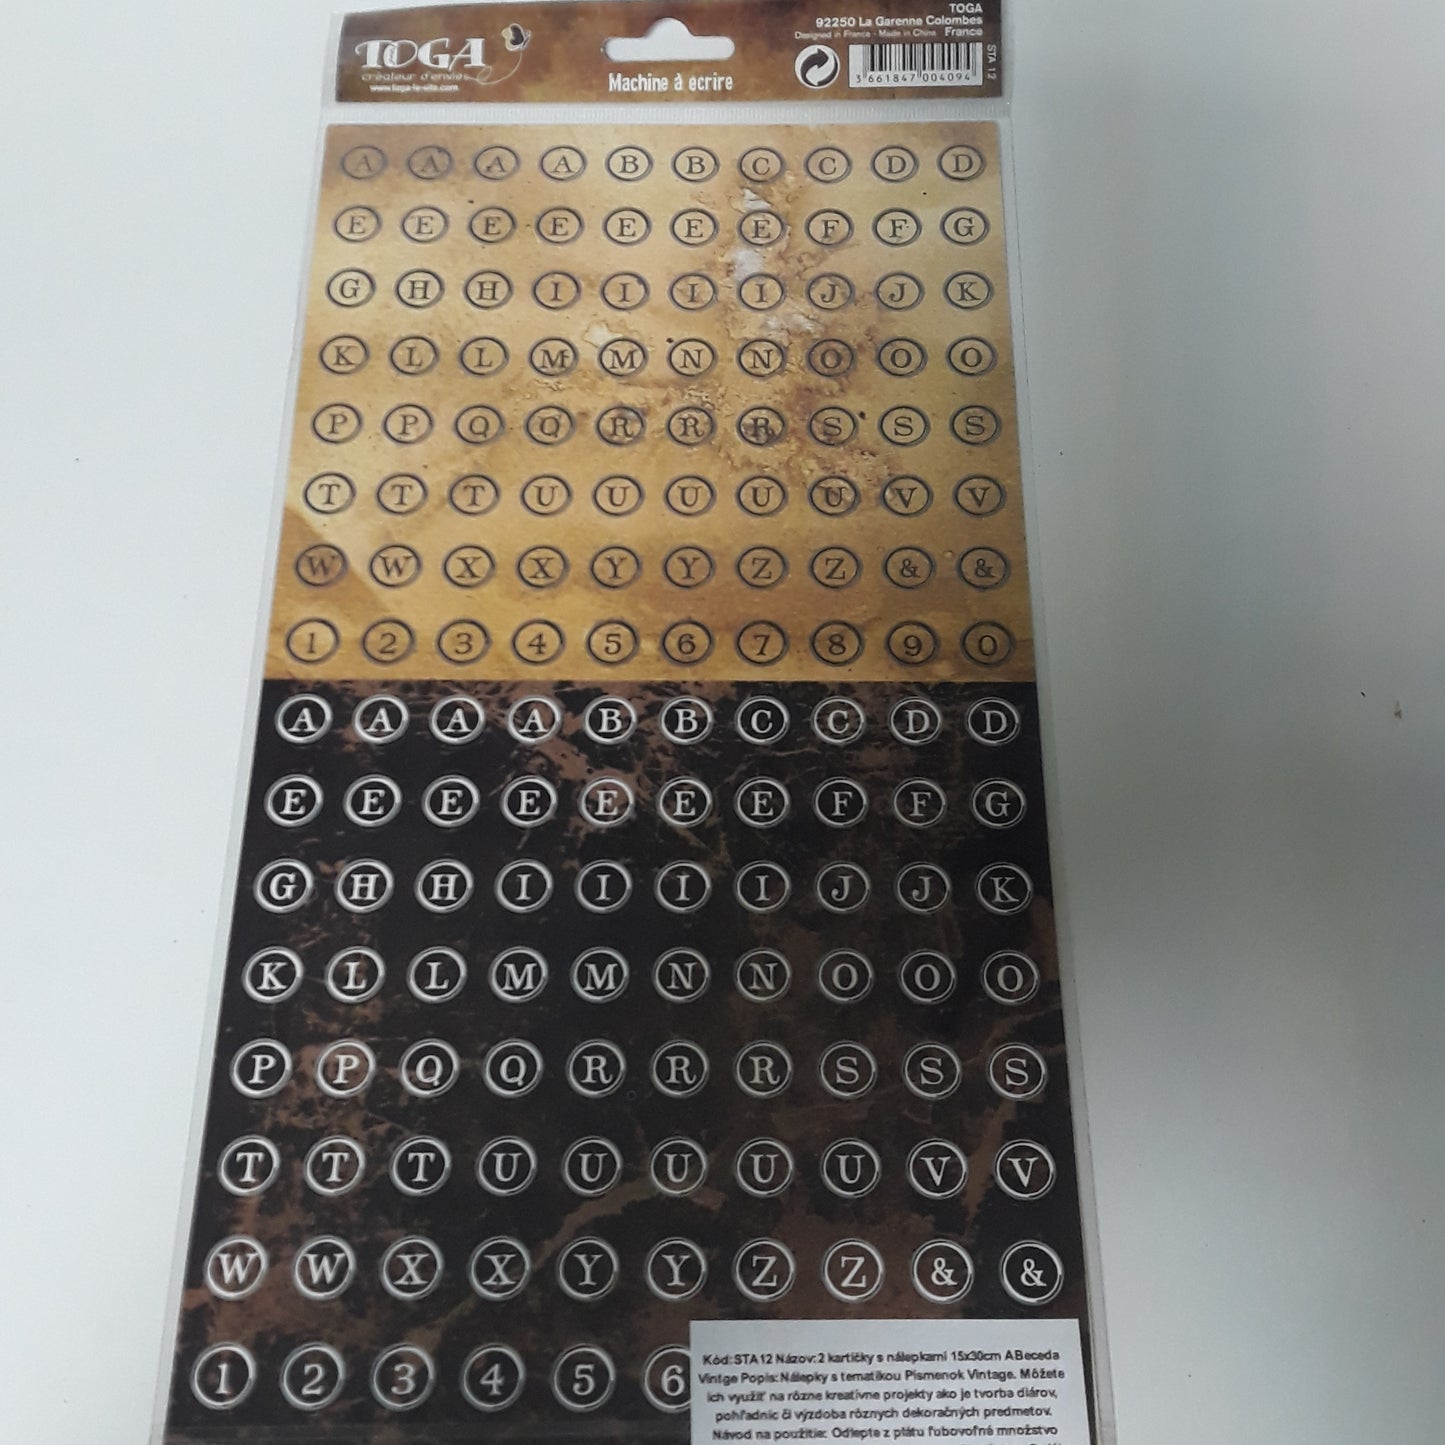 TOGA
créateur d'envies
www.toga-le-site.com
Machine à ecrire
TOGA
92250 La Garenne Colombes
Designed in France - Made in China France
STA 12
3 661847 004094
A A A A B B C C D D
E E E E E E E F F G
G H H I I I I J J K
K L L M M N N O O O
P P Q Q R R R S S S
T T T U U U U U V V
W W X X Y Y Z Z & &
1 2 3 4 5 6 7 8 9 0
A A A A B B C C D D
E E E E E E E F F G
G H H I I I I J J K
K L L M M N N O O O
P P Q Q R R R S S S
T T T U U U U U V V
W W X X Y Y Z Z & &
1 2 3 4 5 6
Kód: STA12 Názov: 2 kartičky s nálepkami 15x30cm ABeceda
Vintge Popis: Nálepky s tematikou Písmenok Vintage. Môžete
ich využiť na rôzne kreatívne projekty ako je tvorba diárov,
pohľadníc či výzdoba rôznych dekoračných predmetov.
Návod na použitie: Odlepte z plátu ľubovoľné množstvo